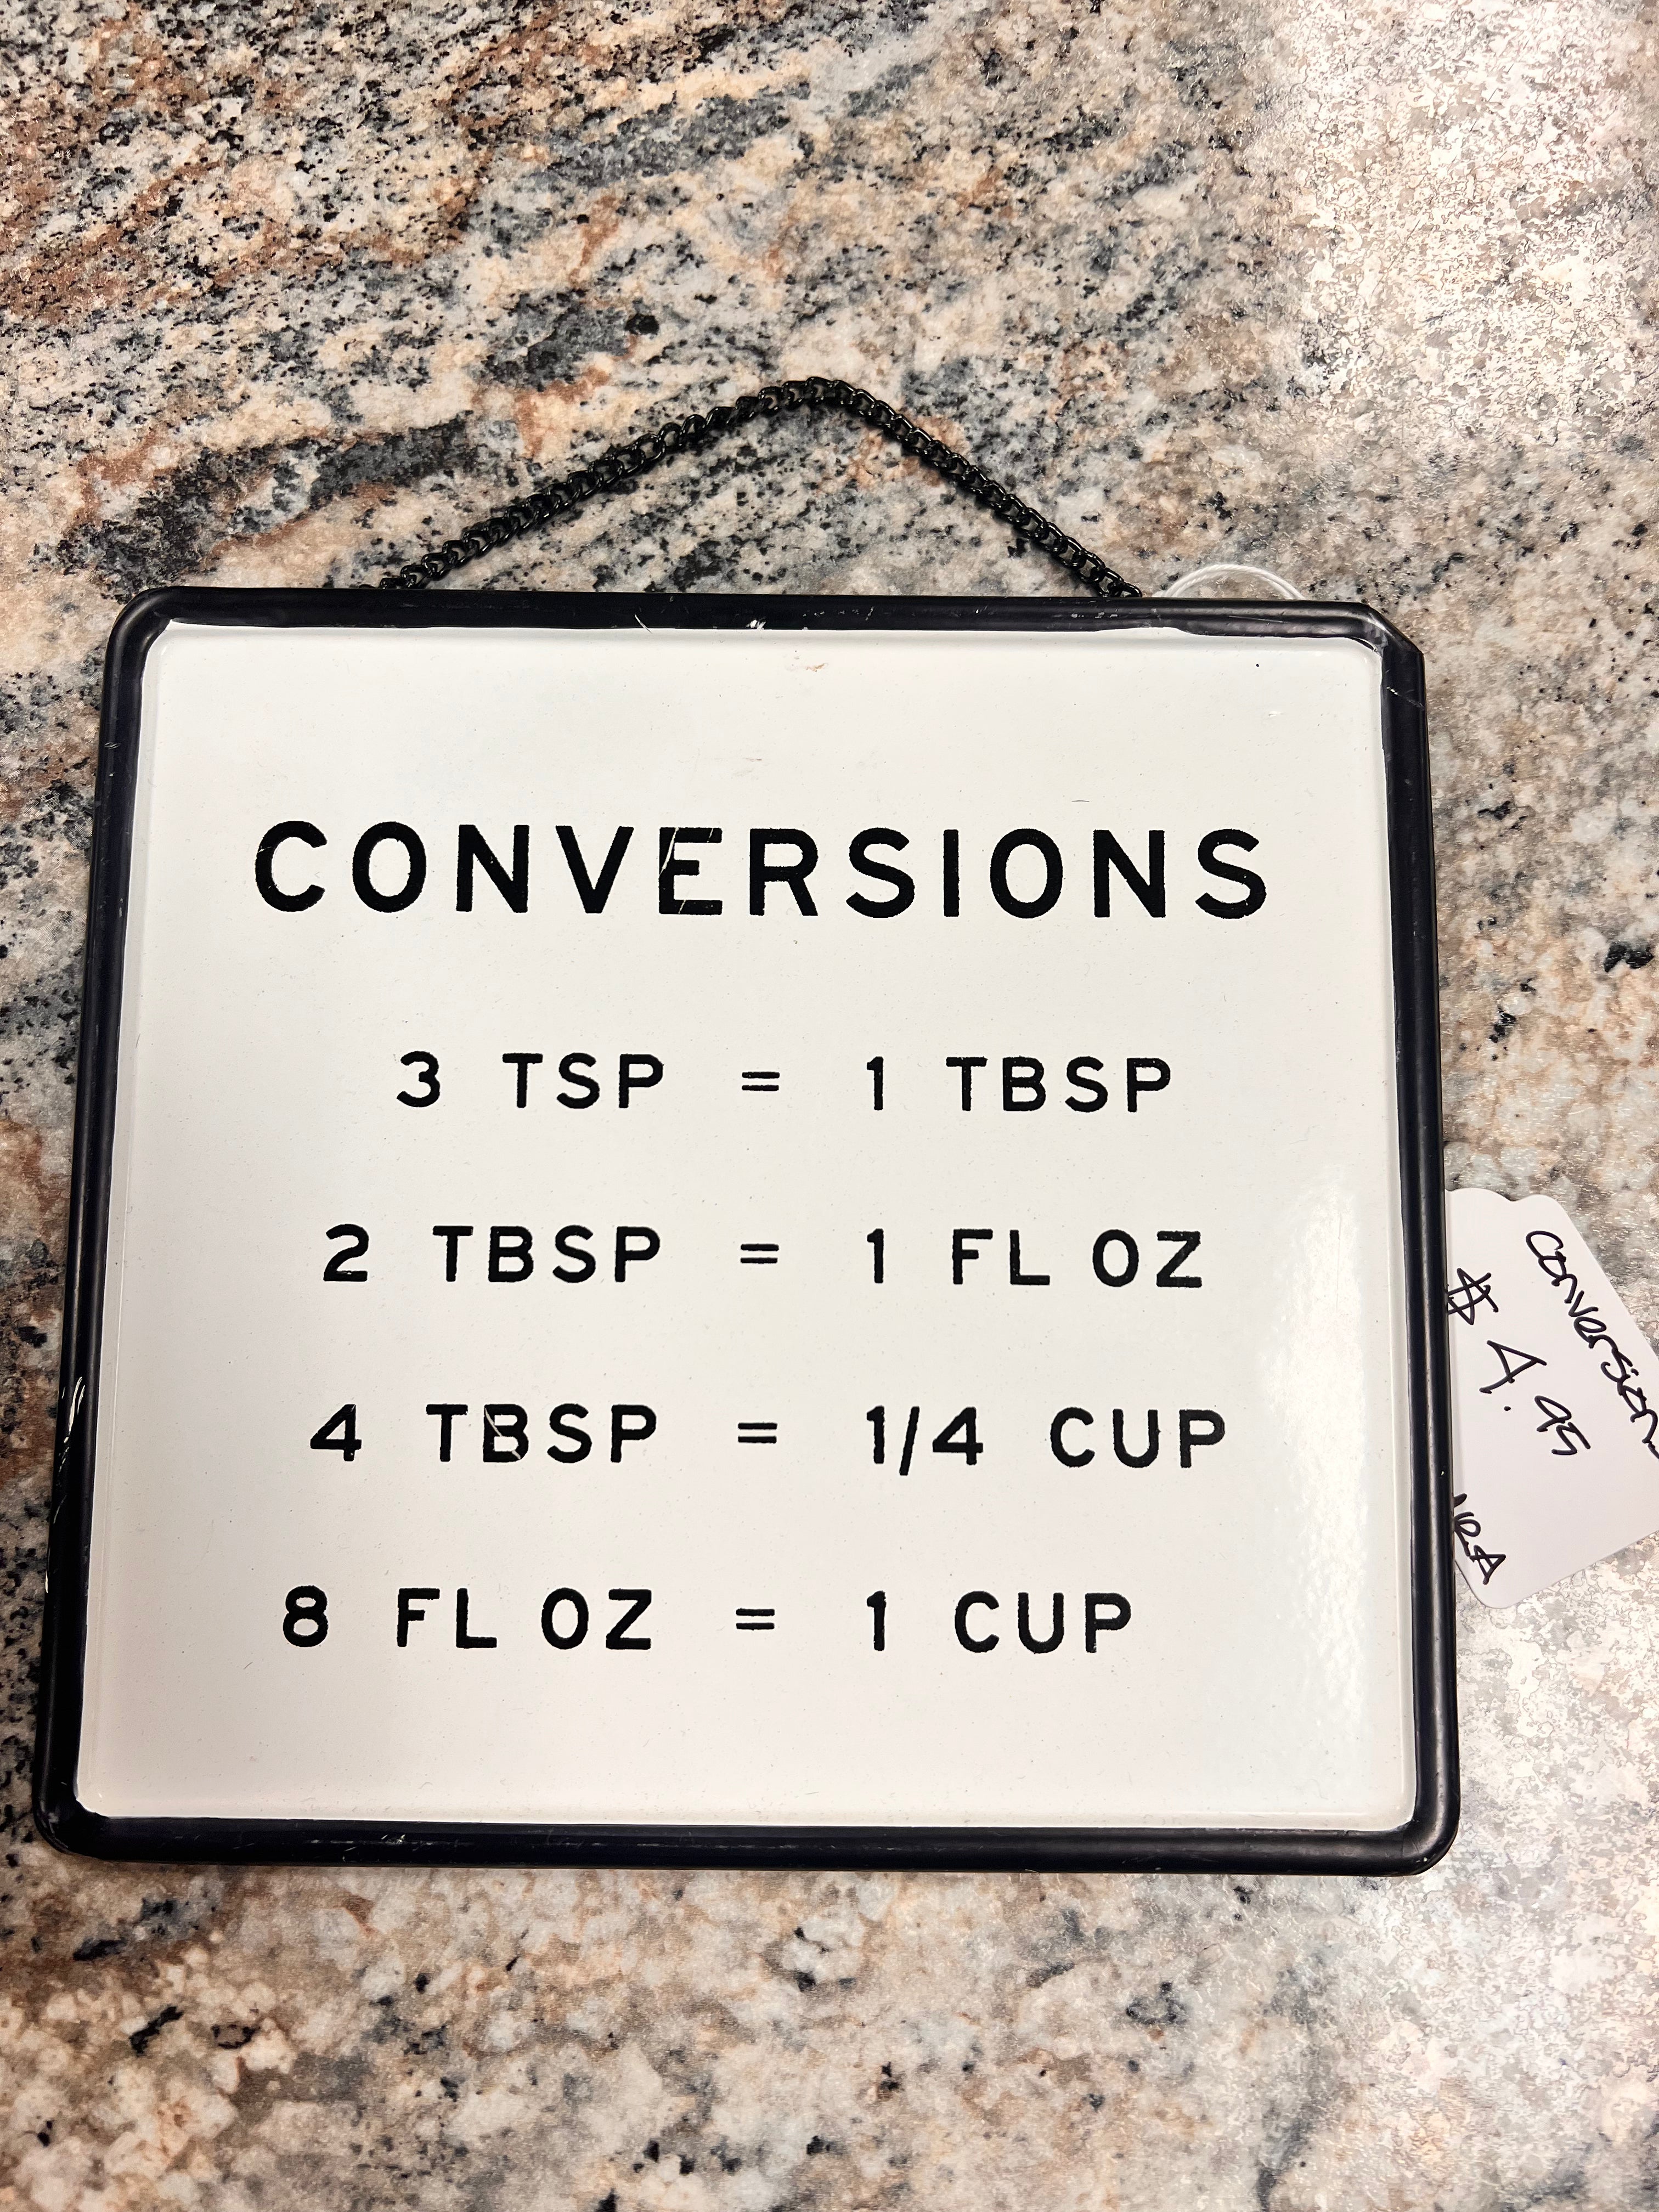 CONVERSIONS
3 TSP = 1 TBSP
2 TBSP = 1 FL OZ
4 TBSP = 1/4 CUP
8 FL OZ = 1 CUP
$ 4.95